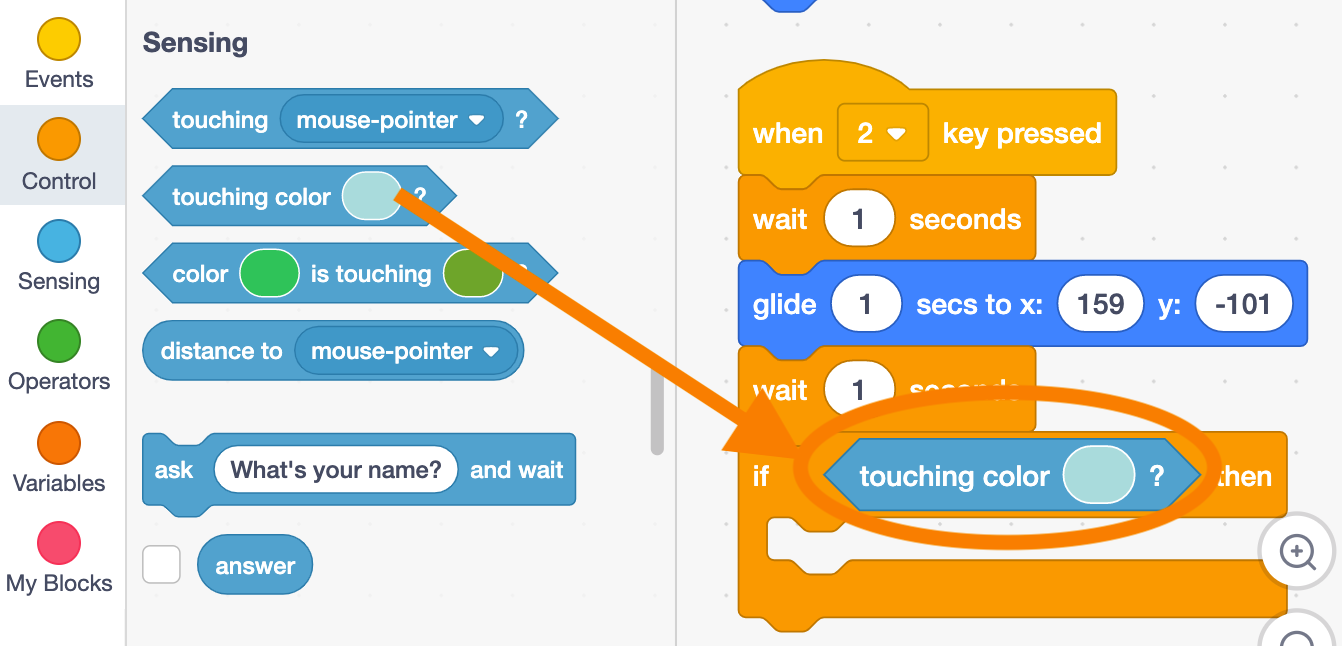 Events
Control
Sensing
Operators
Variables
My Blocks
Sensing
touching mouse-pointer ?
touching color ?
color is touching ?
distance to mouse-pointer
ask What's your name? and wait
answer
when 2 key pressed
wait 1 seconds
glide 1 secs to x: 159 y: -101
wait 1 seconds
if touching color ? then